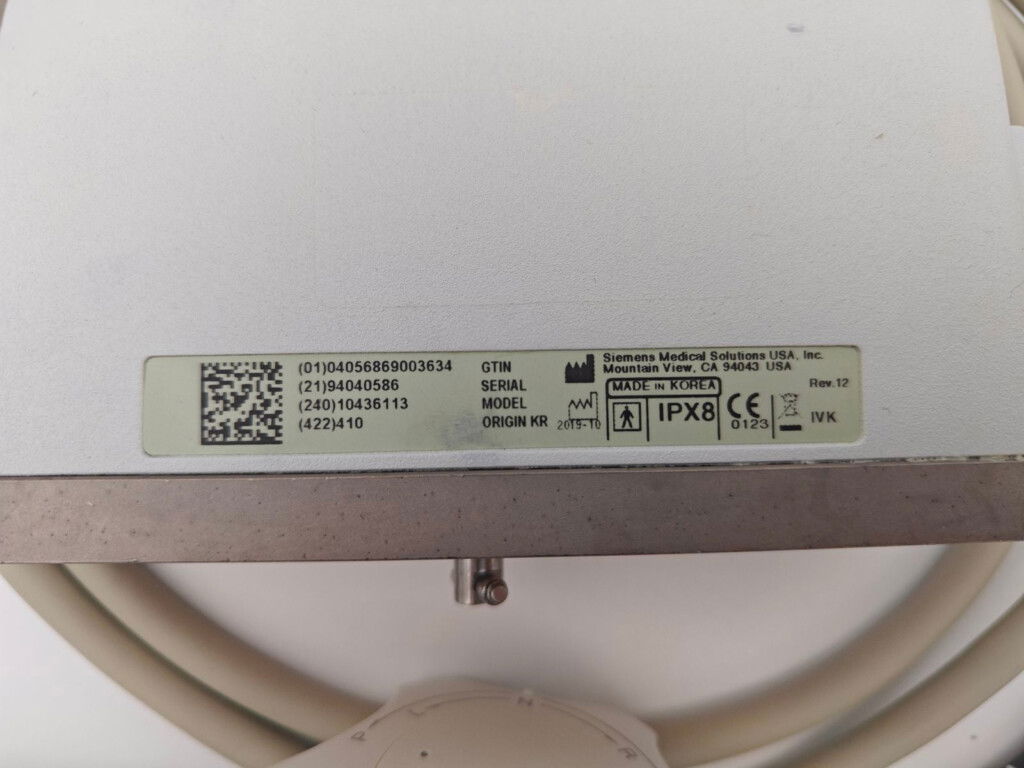 (01)04056869003634 GTIN
(21)94040586 SERIAL
(240)10436113 MODEL
(422)410 ORIGIN KR
2019-10
Siemens Medical Solutions USA, Inc.
Mountain View, CA 94043 USA
MADE IN KOREA
Rev.12
IPX8
CE
0123
IVK
P L N R